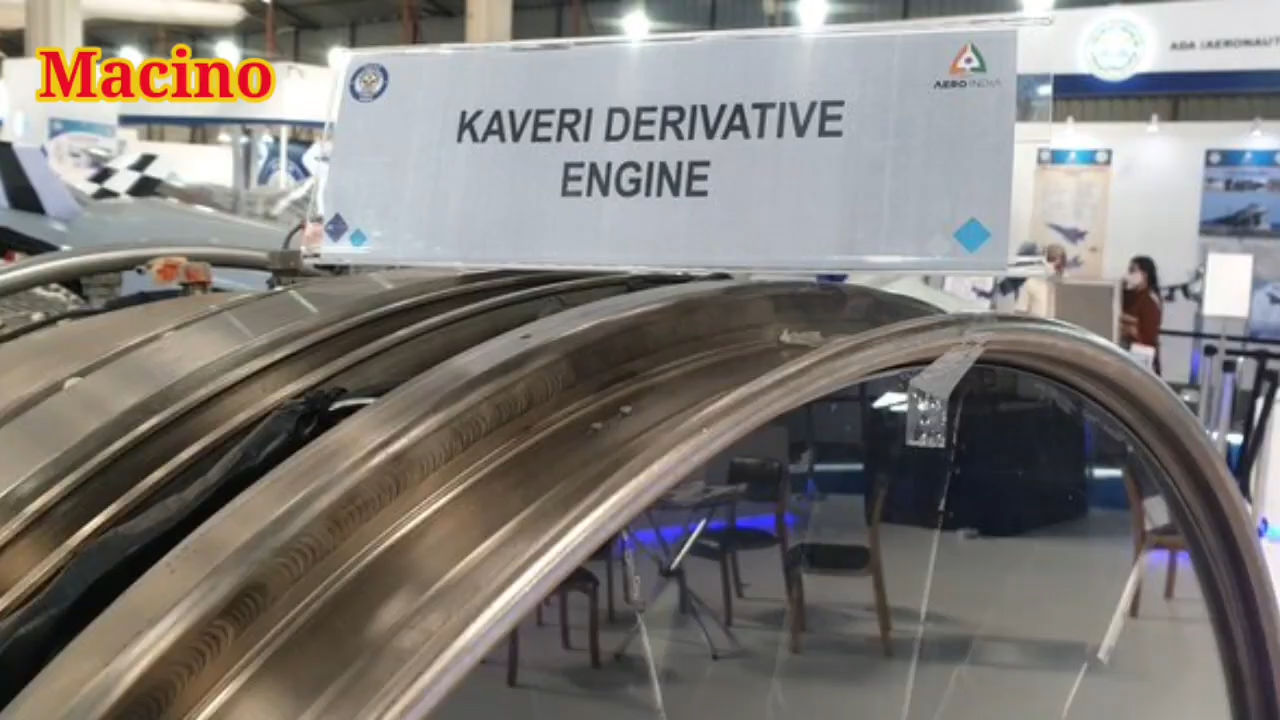 Macino
KAVERI DERIVATIVE
ENGINE
AERO INDIA
ADA (AERONAUT